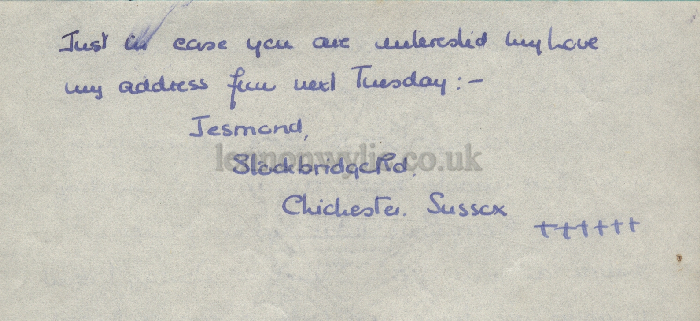 Just in case you are interested my love
my address from next Tuesday :-
Jesmond,
Stockbridge Rd.
Chichester. Sussex
++++++
lennonwylie.co.uk